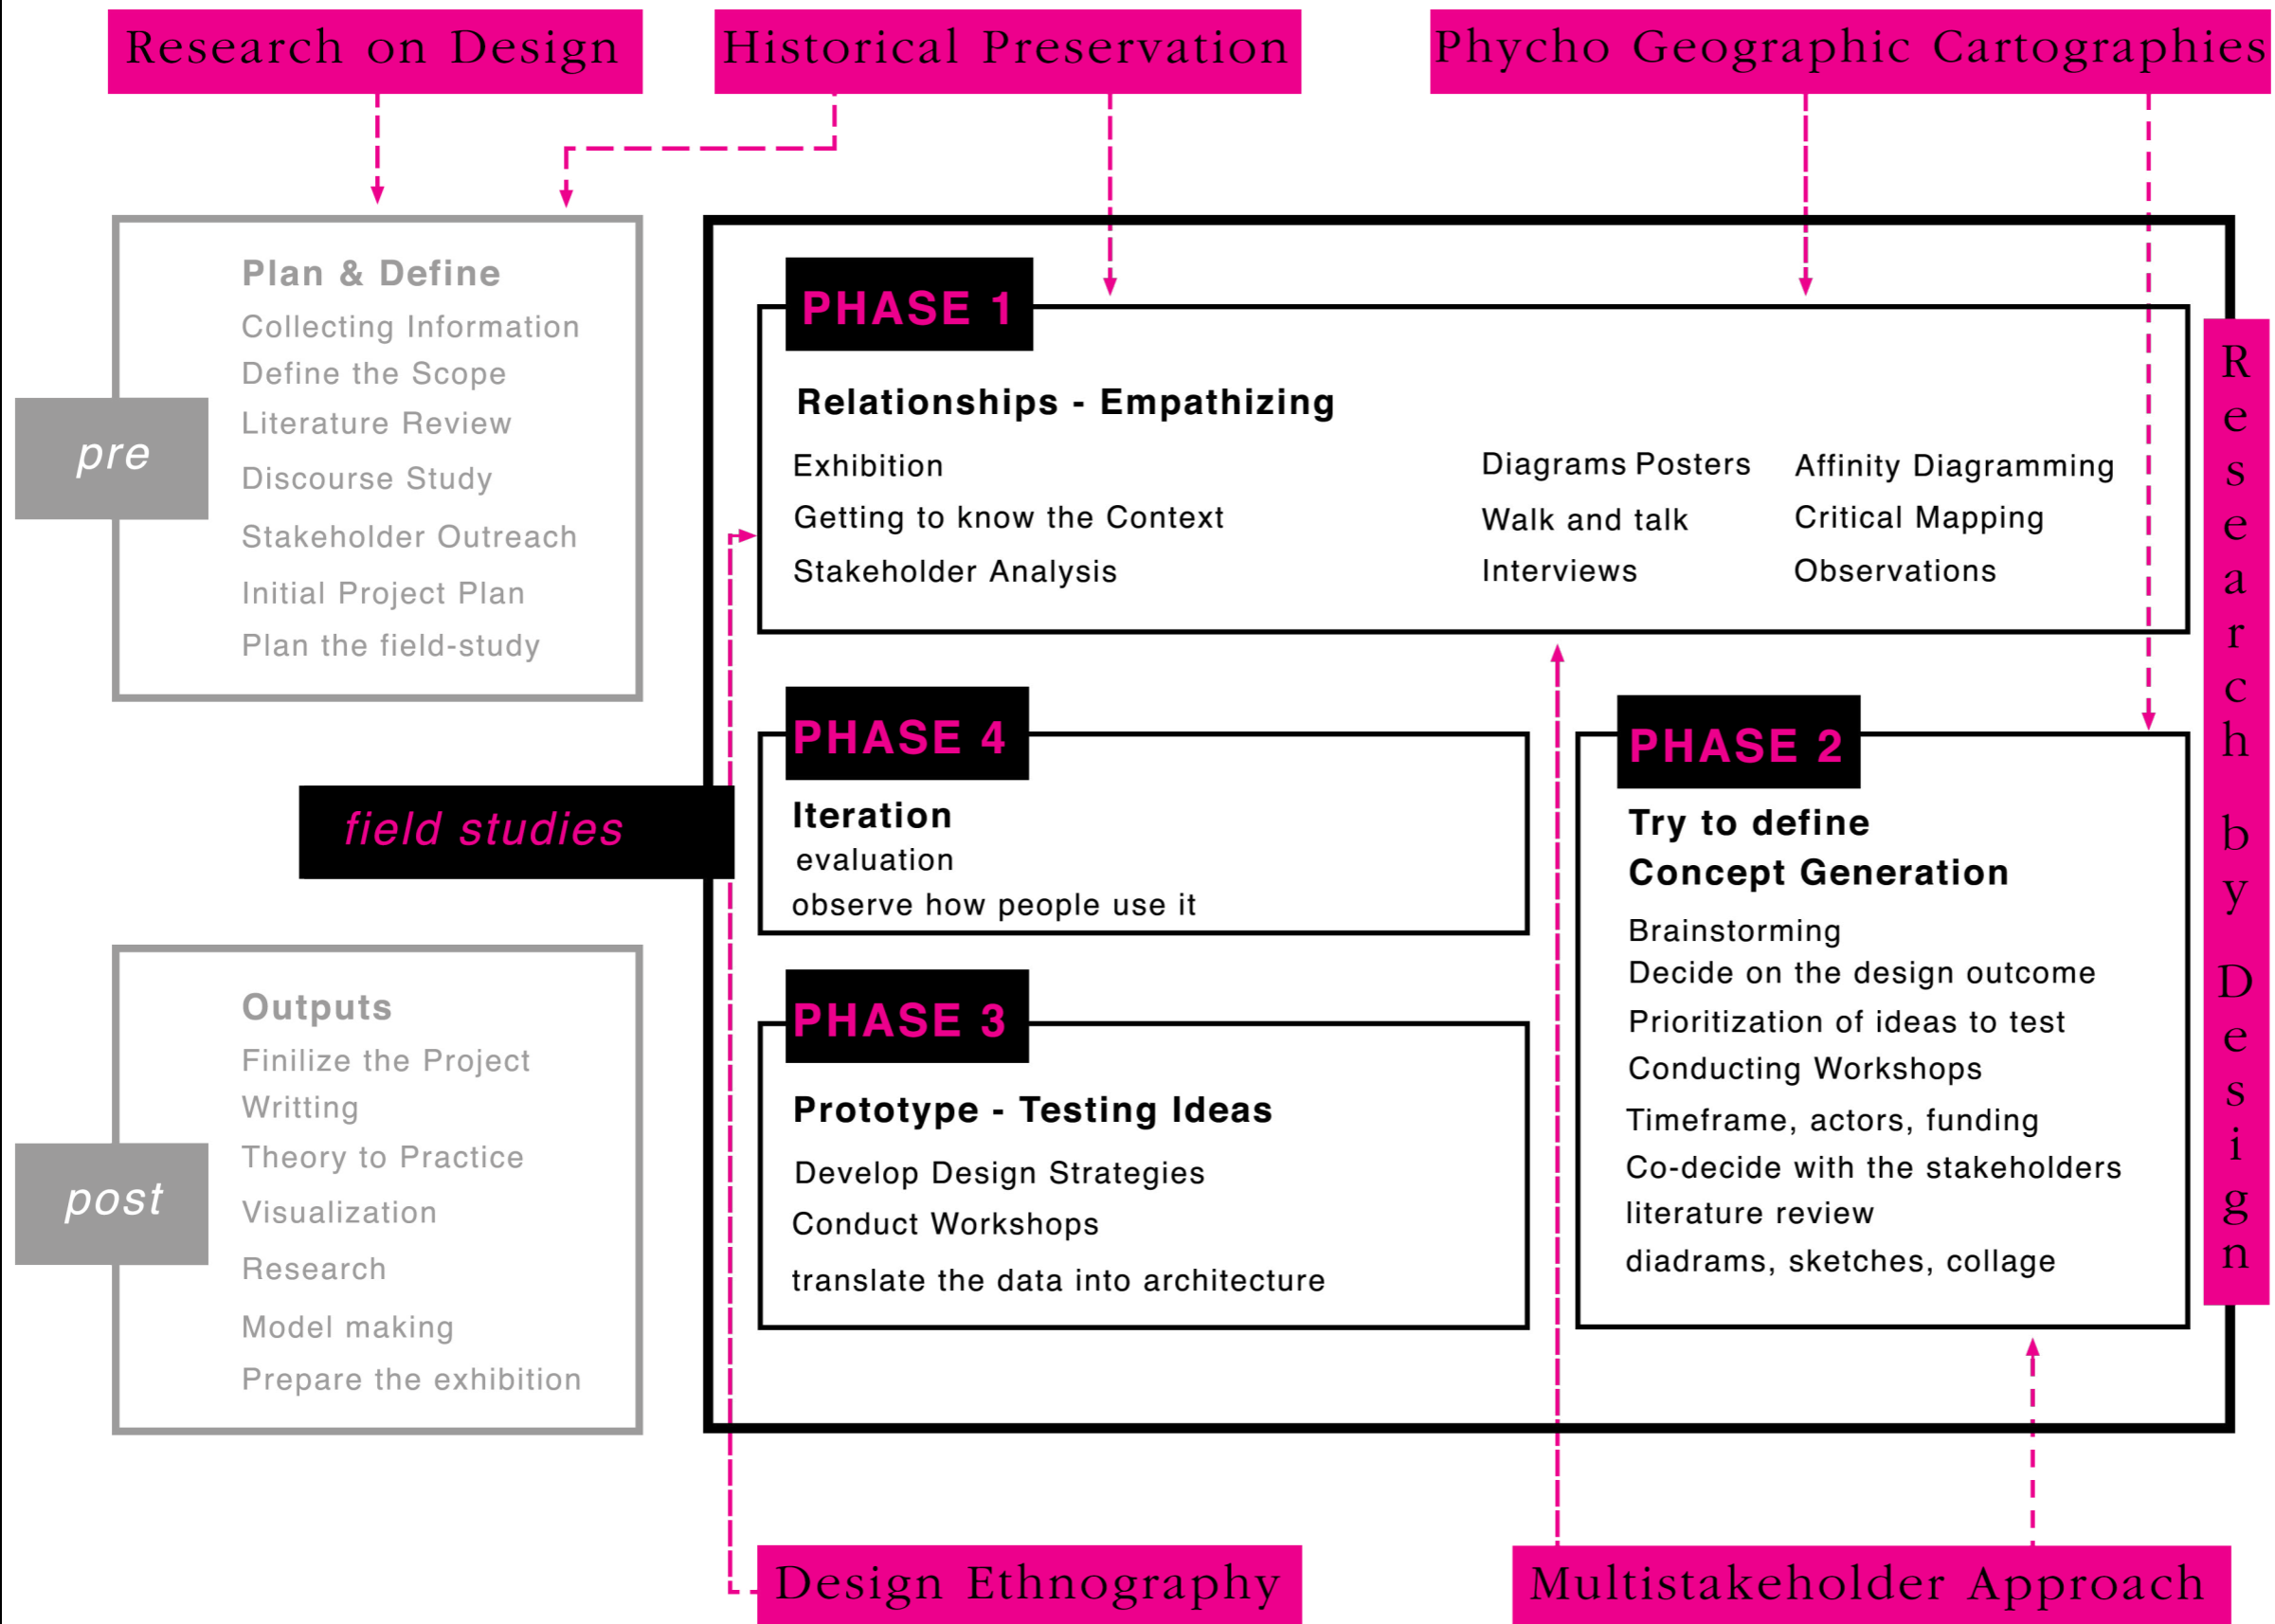 Research on Design
Historical Preservation
Phycho Geographic Cartographies
pre
Plan & Define
Collecting Information
Define the Scope
Literature Review
Discourse Study
Stakeholder Outreach
Initial Project Plan
Plan the field-study
PHASE 1
Relationships - Empathizing
Exhibition
Getting to know the Context
Stakeholder Analysis
Diagrams Posters
Walk and talk
Interviews
Affinity Diagramming
Critical Mapping
Observations
Research by Design
field studies
PHASE 4
Iteration
evaluation
observe how people use it
PHASE 2
Try to define
Concept Generation
Brainstorming
Decide on the design outcome
Prioritization of ideas to test
Conducting Workshops
Timeframe, actors, funding
Co-decide with the stakeholders
literature review
diadrams, sketches, collage
PHASE 3
Prototype - Testing Ideas
Develop Design Strategies
Conduct Workshops
translate the data into architecture
post
Outputs
Finilize the Project
Writting
Theory to Practice
Visualization
Research
Model making
Prepare the exhibition
Design Ethnography
Multistakeholder Approach